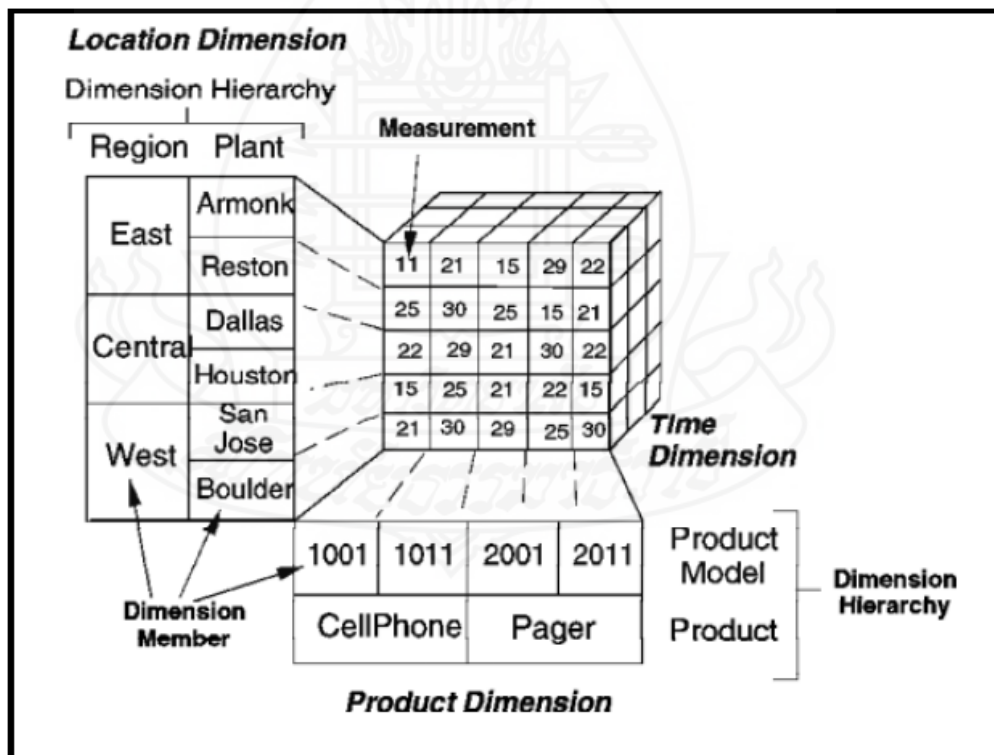 Location Dimension
Dimension Hierarchy
Region Plant
Measurement
East
Armonk
Reston
Central
Dallas
Houston
West
San
Jose
Boulder
11 21 15 29 22
25 30 25 15 21
22 29 21 30 22
15 25 21 22 15
21 30 29 25 30
Time
Dimension
1001 1011 2001 2011
Product
Model
CellPhone Pager
Product
Dimension
Hierarchy
Dimension
Member
Product Dimension